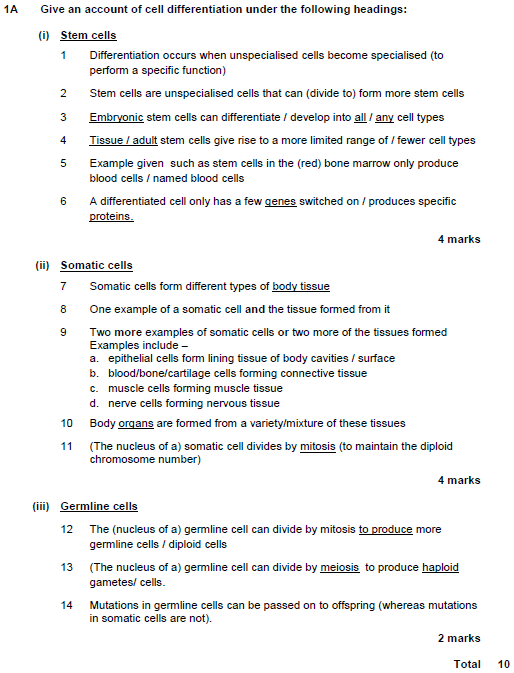 1A Give an account of cell differentiation under the following headings:
(i) Stem cells
1 Differentiation occurs when unspecialised cells become specialised (to
perform a specific function)
2 Stem cells are unspecialised cells that can (divide to) form more stem cells
3 Embryonic stem cells can differentiate / develop into all / any cell types
4 Tissue / adult stem cells give rise to a more limited range of / fewer cell types
5 Example given such as stem cells in the (red) bone marrow only produce
blood cells / named blood cells
6 A differentiated cell only has a few genes switched on / produces specific
proteins.
4 marks
(ii) Somatic cells
7 Somatic cells form different types of body tissue
8 One example of a somatic cell and the tissue formed from it
9 Two more examples of somatic cells or two more of the tissues formed
Examples include –
a. epithelial cells form lining tissue of body cavities / surface
b. blood/bone/cartilage cells forming connective tissue
c. muscle cells forming muscle tissue
d. nerve cells forming nervous tissue
10 Body organs are formed from a variety/mixture of these tissues
11 (The nucleus of a) somatic cell divides by mitosis (to maintain the diploid
chromosome number)
4 marks
(iii) Germline cells
12 The (nucleus of a) germline cell can divide by mitosis to produce more
germline cells / diploid cells
13 (The nucleus of a) germline cell can divide by meiosis to produce haploid
gametes/ cells.
14 Mutations in germline cells can be passed on to offspring (whereas mutations
in somatic cells are not).
2 marks
Total 10